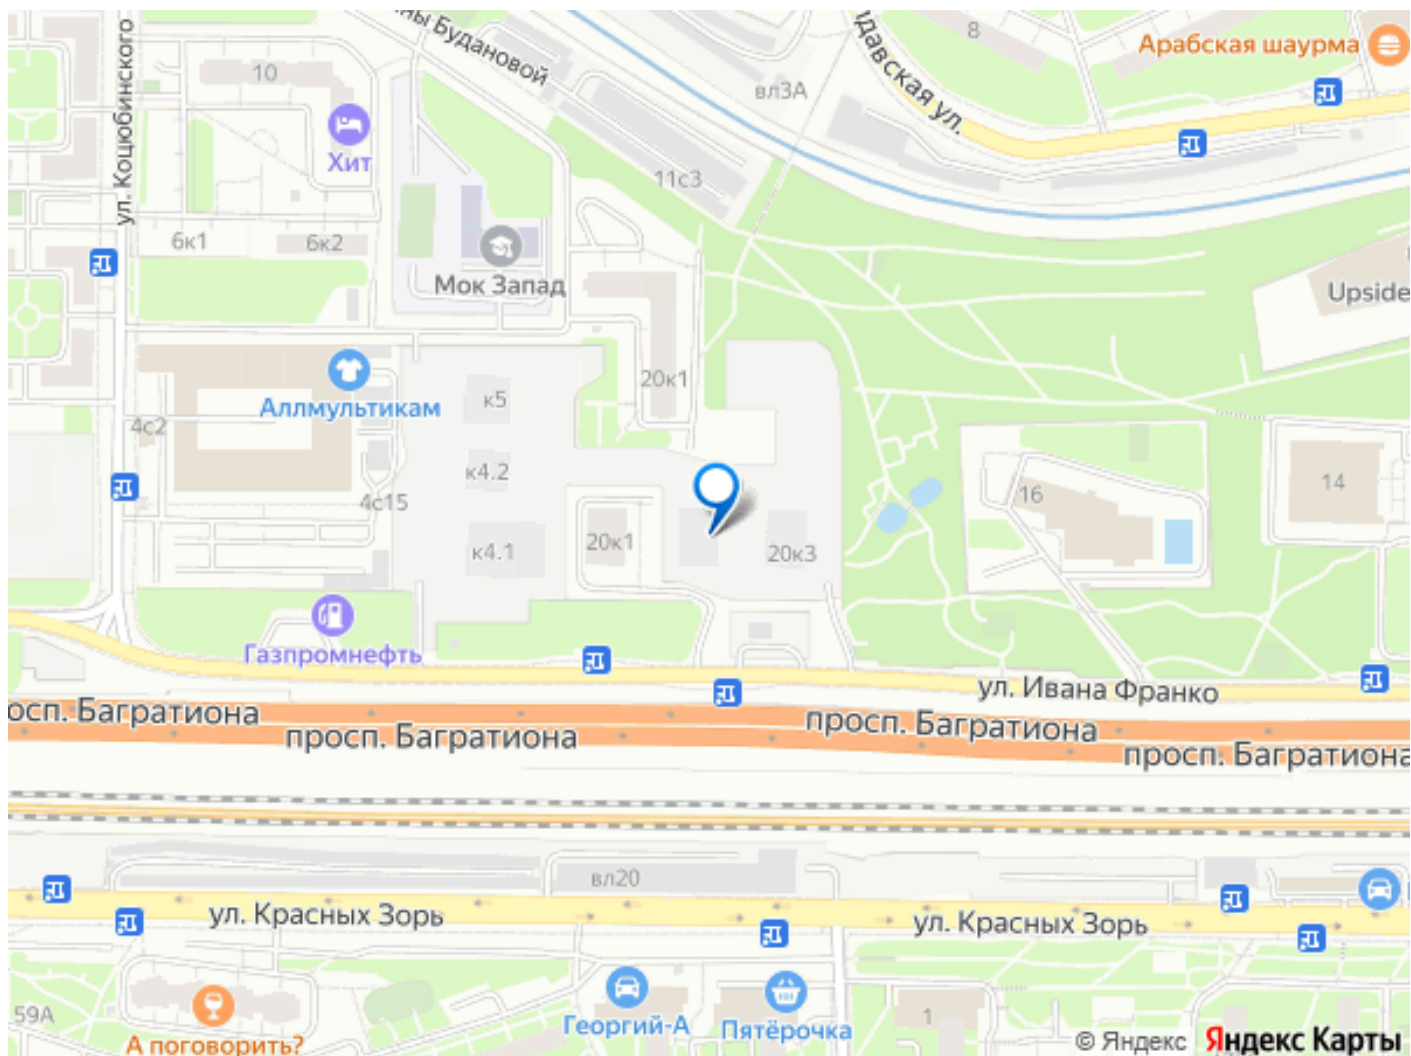 ны Будановой
ул. Коцюбинского
10
Хит
8
Арабская шаурма
вл3А
ул.
11с3
6к1
6к2
Мок Запад
Upside
20к1
к5
Аллмультикам
4с2
к4.2
4с15
16
14
к4.1
20к1
20к3
Газпромнефть
ул. Ивана Франко
осп. Багратиона
просп. Багратиона
просп. Багратиона
просп. Багратиона
вл20
ул. Красных Зорь
ул. Красных Зорь
59А
А поговорить?
Георгий-А
Пятёрочка
1
© Яндекс
Яндекс Карты